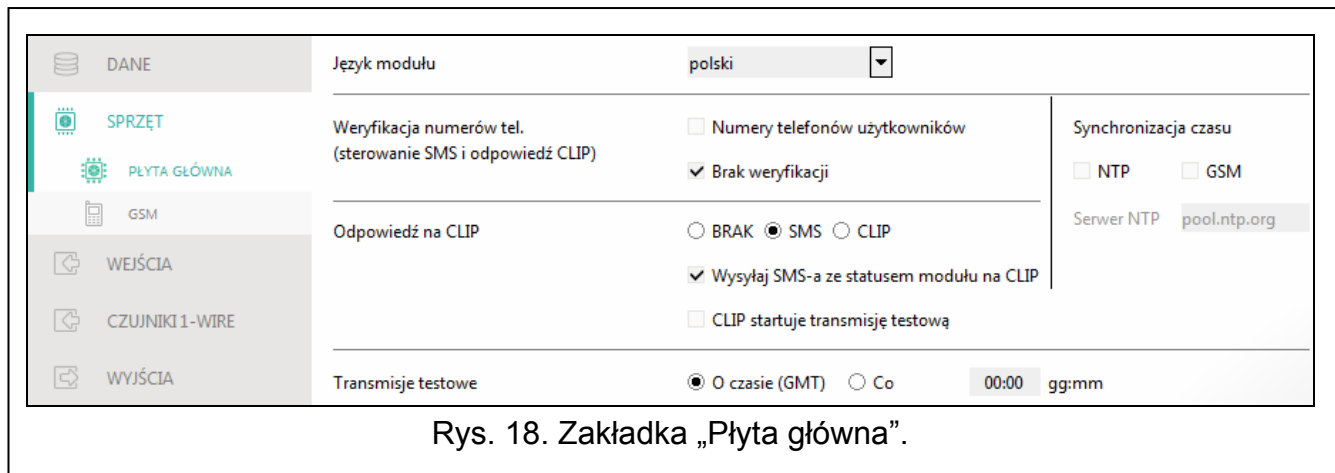 DANE
SPRZĘT
PŁYTA GŁÓWNA
GSM
WEJŚCIA
CZUJNIKI 1-WIRE
WYJŚCIA
Język modułu polski
Weryfikacja numerów tel.
(sterowanie SMS i odpowiedź CLIP)
Numery telefonów użytkowników
Brak weryfikacji
Synchronizacja czasu
NTP GSM
Serwer NTP pool.ntp.org
Odpowiedź na CLIP BRAK SMS CLIP
Wysyłaj SMS-a ze statusem modułu na CLIP
CLIP startuje transmisję testową
Transmisje testowe O czasie (GMT) Co 00:00 gg:mm
Rys. 18. Zakładka „Płyta główna”.